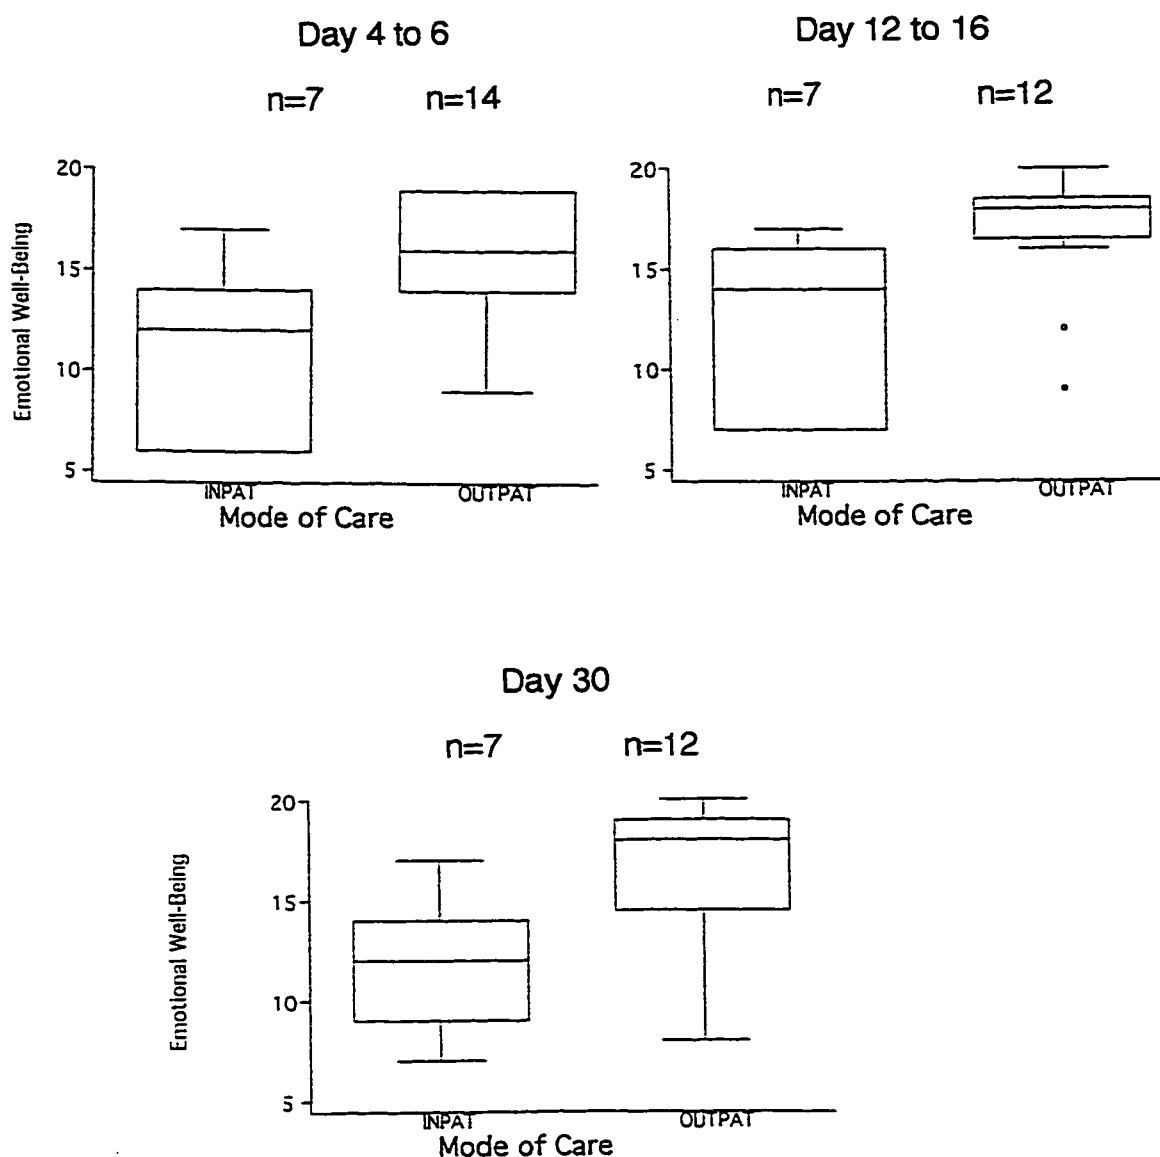 Day 4 to 6
n=7 n=14
Emotional Well-Being
20
15
10
5
INPAT OUTPAT
Mode of Care
Day 12 to 16
n=7 n=12
20
15
10
5
INPAT OUTPAT
Mode of Care
Day 30
n=7 n=12
Emotional Well-Being
20
15
10
5
INPAT OUTPAT
Mode of Care